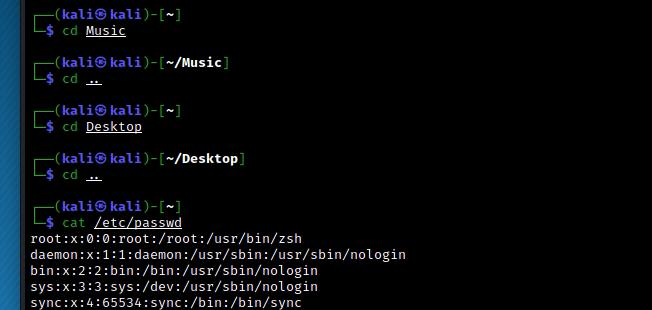 ┌──(kali㉿kali)-[~]
└─$ cd Music
┌──(kali㉿kali)-[~/Music]
└─$ cd ..
┌──(kali㉿kali)-[~]
└─$ cd Desktop
┌──(kali㉿kali)-[~/Desktop]
└─$ cd ..
┌──(kali㉿kali)-[~]
└─$ cat /etc/passwd
root:x:0:0:root:/root:/usr/bin/zsh
daemon:x:1:1:daemon:/usr/sbin:/usr/sbin/nologin
bin:x:2:2:bin:/bin:/usr/sbin/nologin
sys:x:3:3:sys:/dev:/usr/sbin/nologin
sync:x:4:65534:sync:/bin:/bin/sync